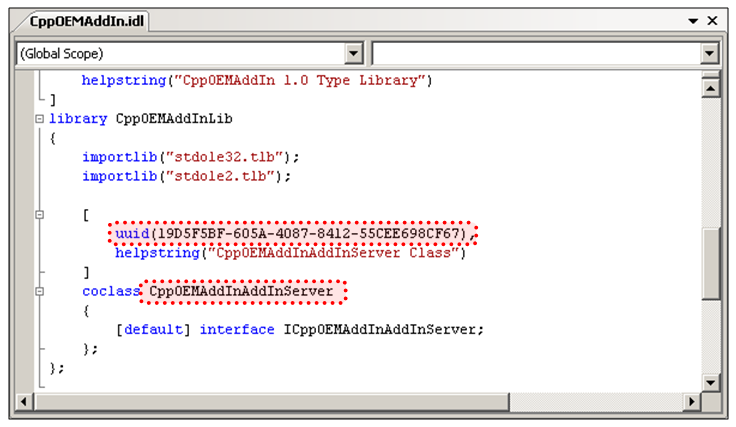 CppOEMAddIn.idl
(Global Scope)
helpstring("CppOEMAddIn 1.0 Type Library")
]
library CppOEMAddInLib
{
importlib("stdole32.tlb");
importlib("stdole2.tlb");
[
uuid(19D5F5BF-605A-4087-8412-55CEE698CF67),
helpstring("CppOEMAddInAddInServer Class")
]
coclass CppOEMAddInAddInServer
{
[default] interface ICppOEMAddInAddInServer;
};
};